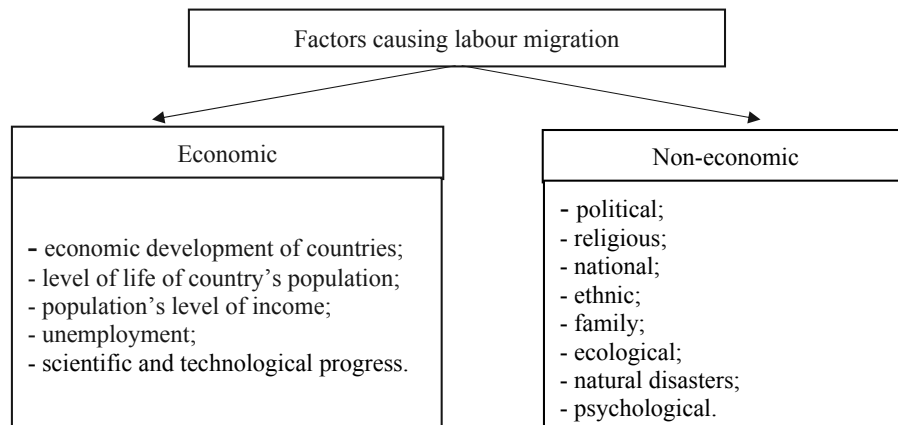 Factors causing labour migration
Economic
- economic development of countries;
- level of life of country’s population;
- population’s level of income;
- unemployment;
- scientific and technological progress.
Non-economic
- political;
- religious;
- national;
- ethnic;
- family;
- ecological;
- natural disasters;
- psychological.